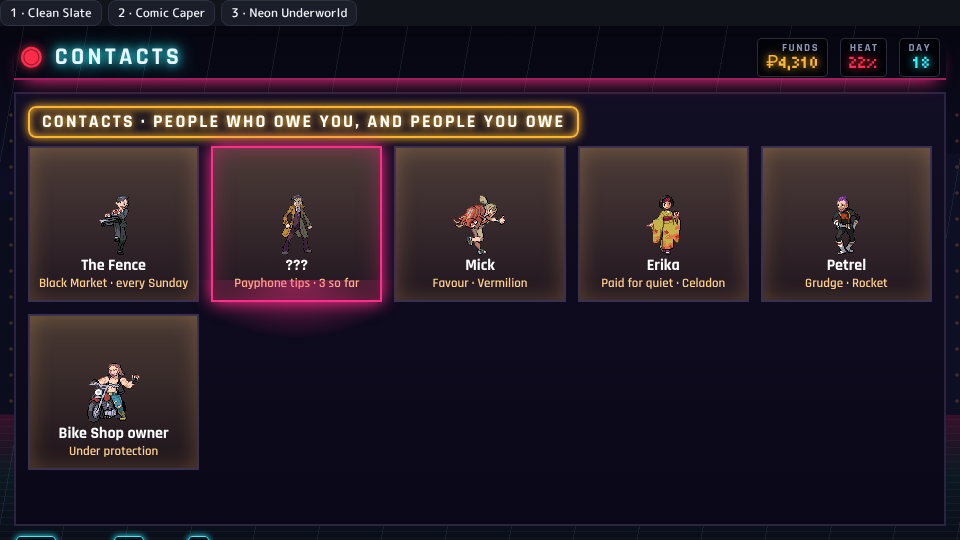 1 · Clean Slate
2 · Comic Caper
3 · Neon Underworld
CONTACTS
FUNDS
₽4,310
HEAT
22%
DAY
18
CONTACTS · PEOPLE WHO OWE YOU, AND PEOPLE YOU OWE
The Fence
Black Market · every Sunday
???
Payphone tips · 3 so far
Mick
Favour · Vermilion
Erika
Paid for quiet · Celadon
Petrel
Grudge · Rocket
Bike Shop owner
Under protection